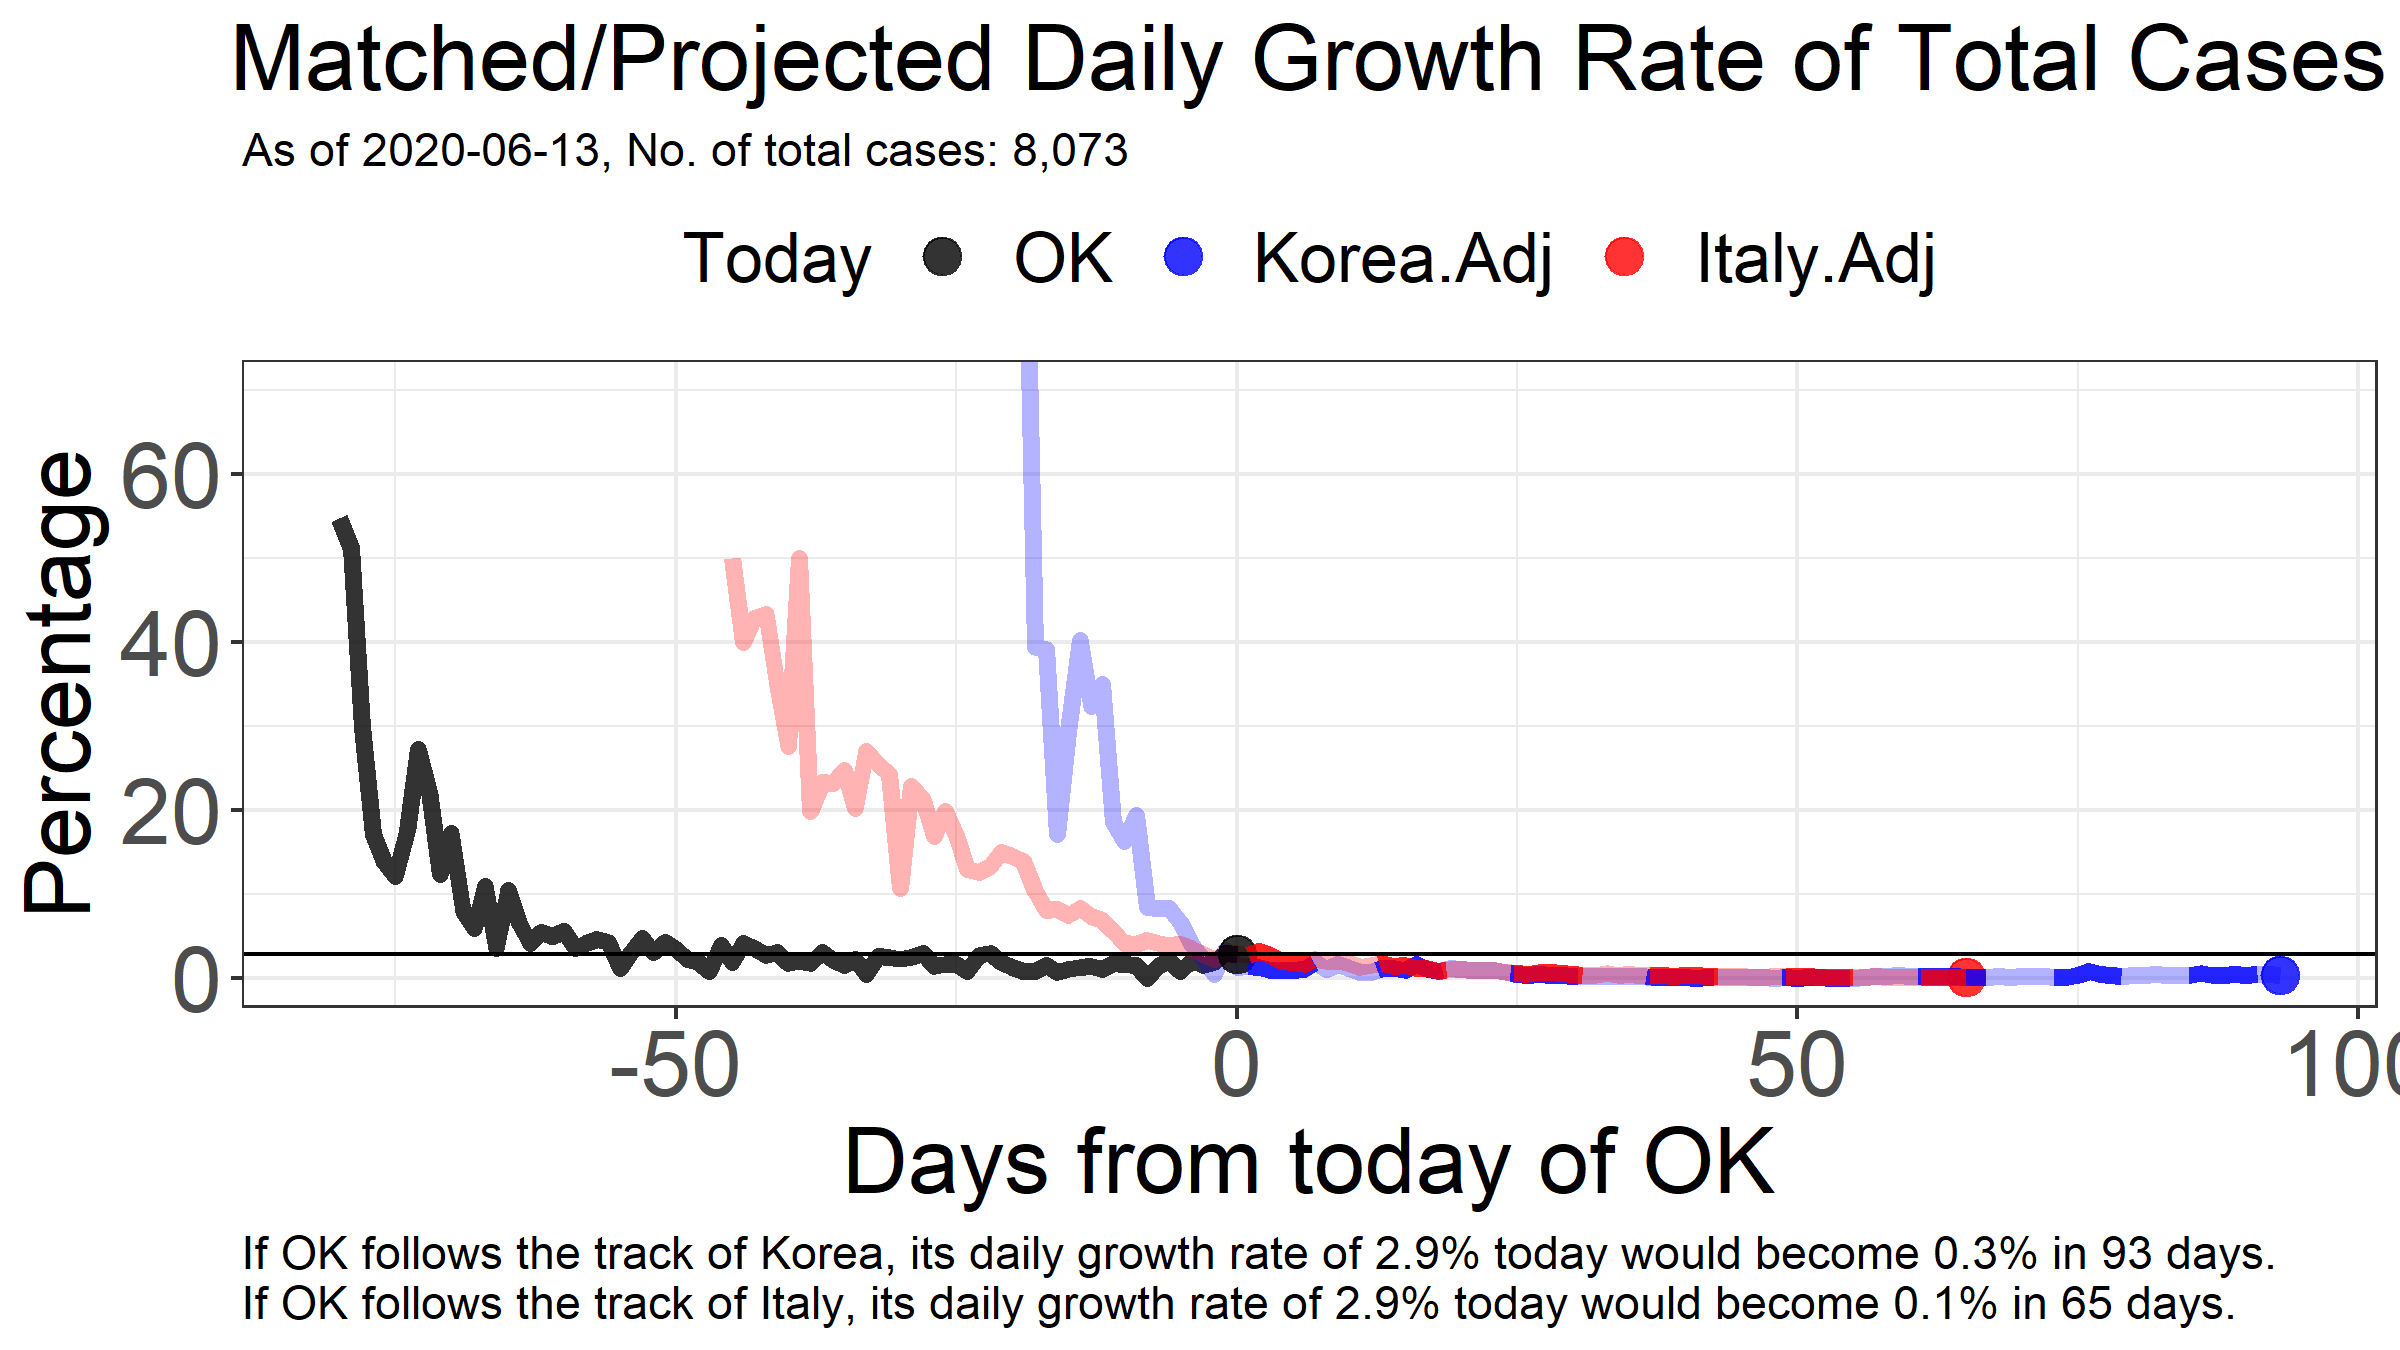 Matched/Projected Daily Growth Rate of Total Cases
As of 2020-06-13, No. of total cases: 8,073
Today OK Korea.Adj Italy.Adj
Percentage
60
40
20
0
-50 0 50 100
Days from today of OK
If OK follows the track of Korea, its daily growth rate of 2.9% today would become 0.3% in 93 days.
If OK follows the track of Italy, its daily growth rate of 2.9% today would become 0.1% in 65 days.